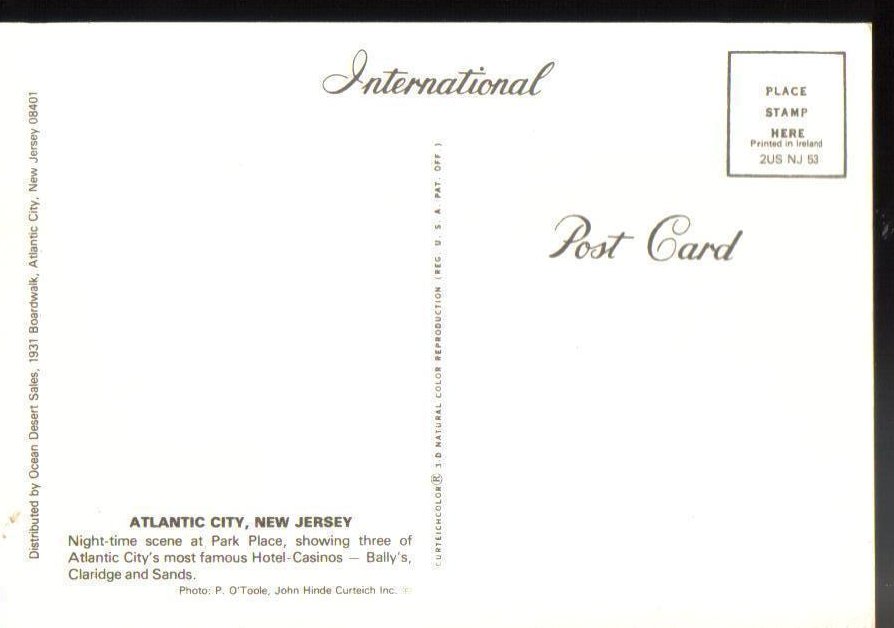 International
PLACE
STAMP
HERE
Printed in Ireland
2US NJ 53
Post Card
Distributed by Ocean Desert Sales, 1931 Boardwalk, Atlantic City, New Jersey 08401
CURTEICHCOLOR® 3-D NATURAL COLOR REPRODUCTION (REG. U. S. A. PAT. OFF.)
ATLANTIC CITY, NEW JERSEY
Night-time scene at Park Place, showing three of
Atlantic City's most famous Hotel-Casinos — Bally's,
Claridge and Sands.
Photo: P. O'Toole, John Hinde Curteich Inc.